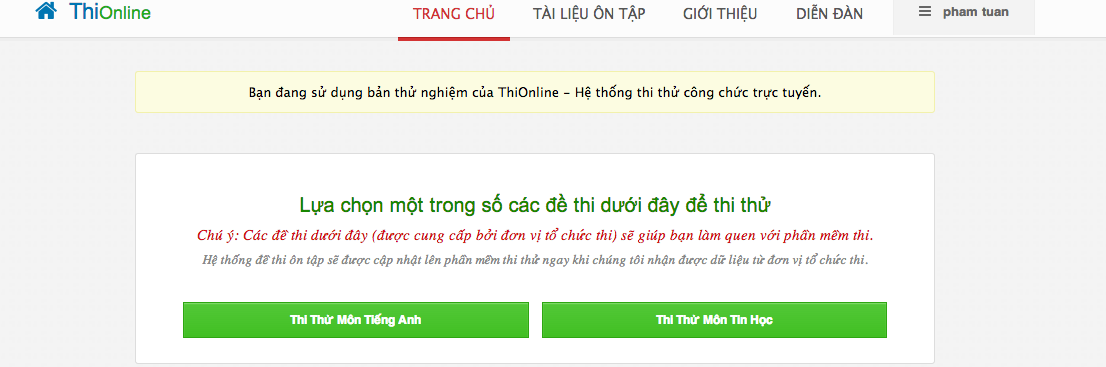 ThiOnline TRANG CHỦ TÀI LIỆU ÔN TẬP GIỚI THIỆU DIỄN ĐÀN pham tuan
Bạn đang sử dụng bản thử nghiệm của ThiOnline - Hệ thống thi thử công chức trực tuyến.
Lựa chọn một trong số các đề thi dưới đây để thi thử
Chú ý: Các đề thi dưới đây (được cung cấp bởi đơn vị tổ chức thi) sẽ giúp bạn làm quen với phần mềm thi.
Hệ thống đề thi ôn tập sẽ được cập nhật lên phần mềm thi thử ngay khi chúng tôi nhận được dữ liệu từ đơn vị tổ chức thi.
Thi Thử Môn Tiếng Anh Thi Thử Môn Tin Học